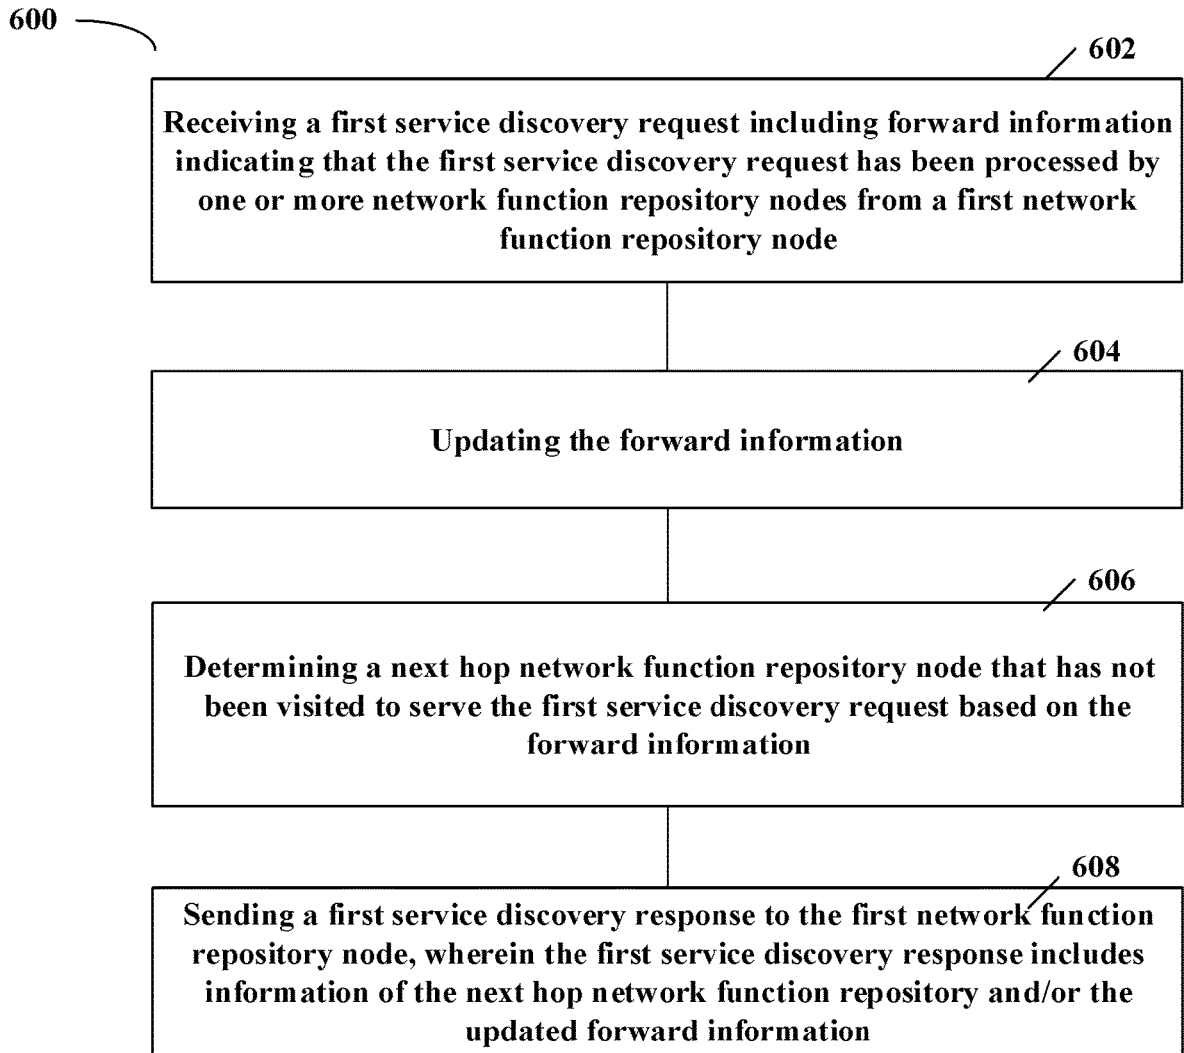 600
602
Receiving a first service discovery request including forward information
indicating that the first service discovery request has been processed by
one or more network function repository nodes from a first network
function repository node
604
Updating the forward information
606
Determining a next hop network function repository node that has not
been visited to serve the first service discovery request based on the
forward information
608
Sending a first service discovery response to the first network function
repository node, wherein the first service discovery response includes
information of the next hop network function repository and/or the
updated forward information